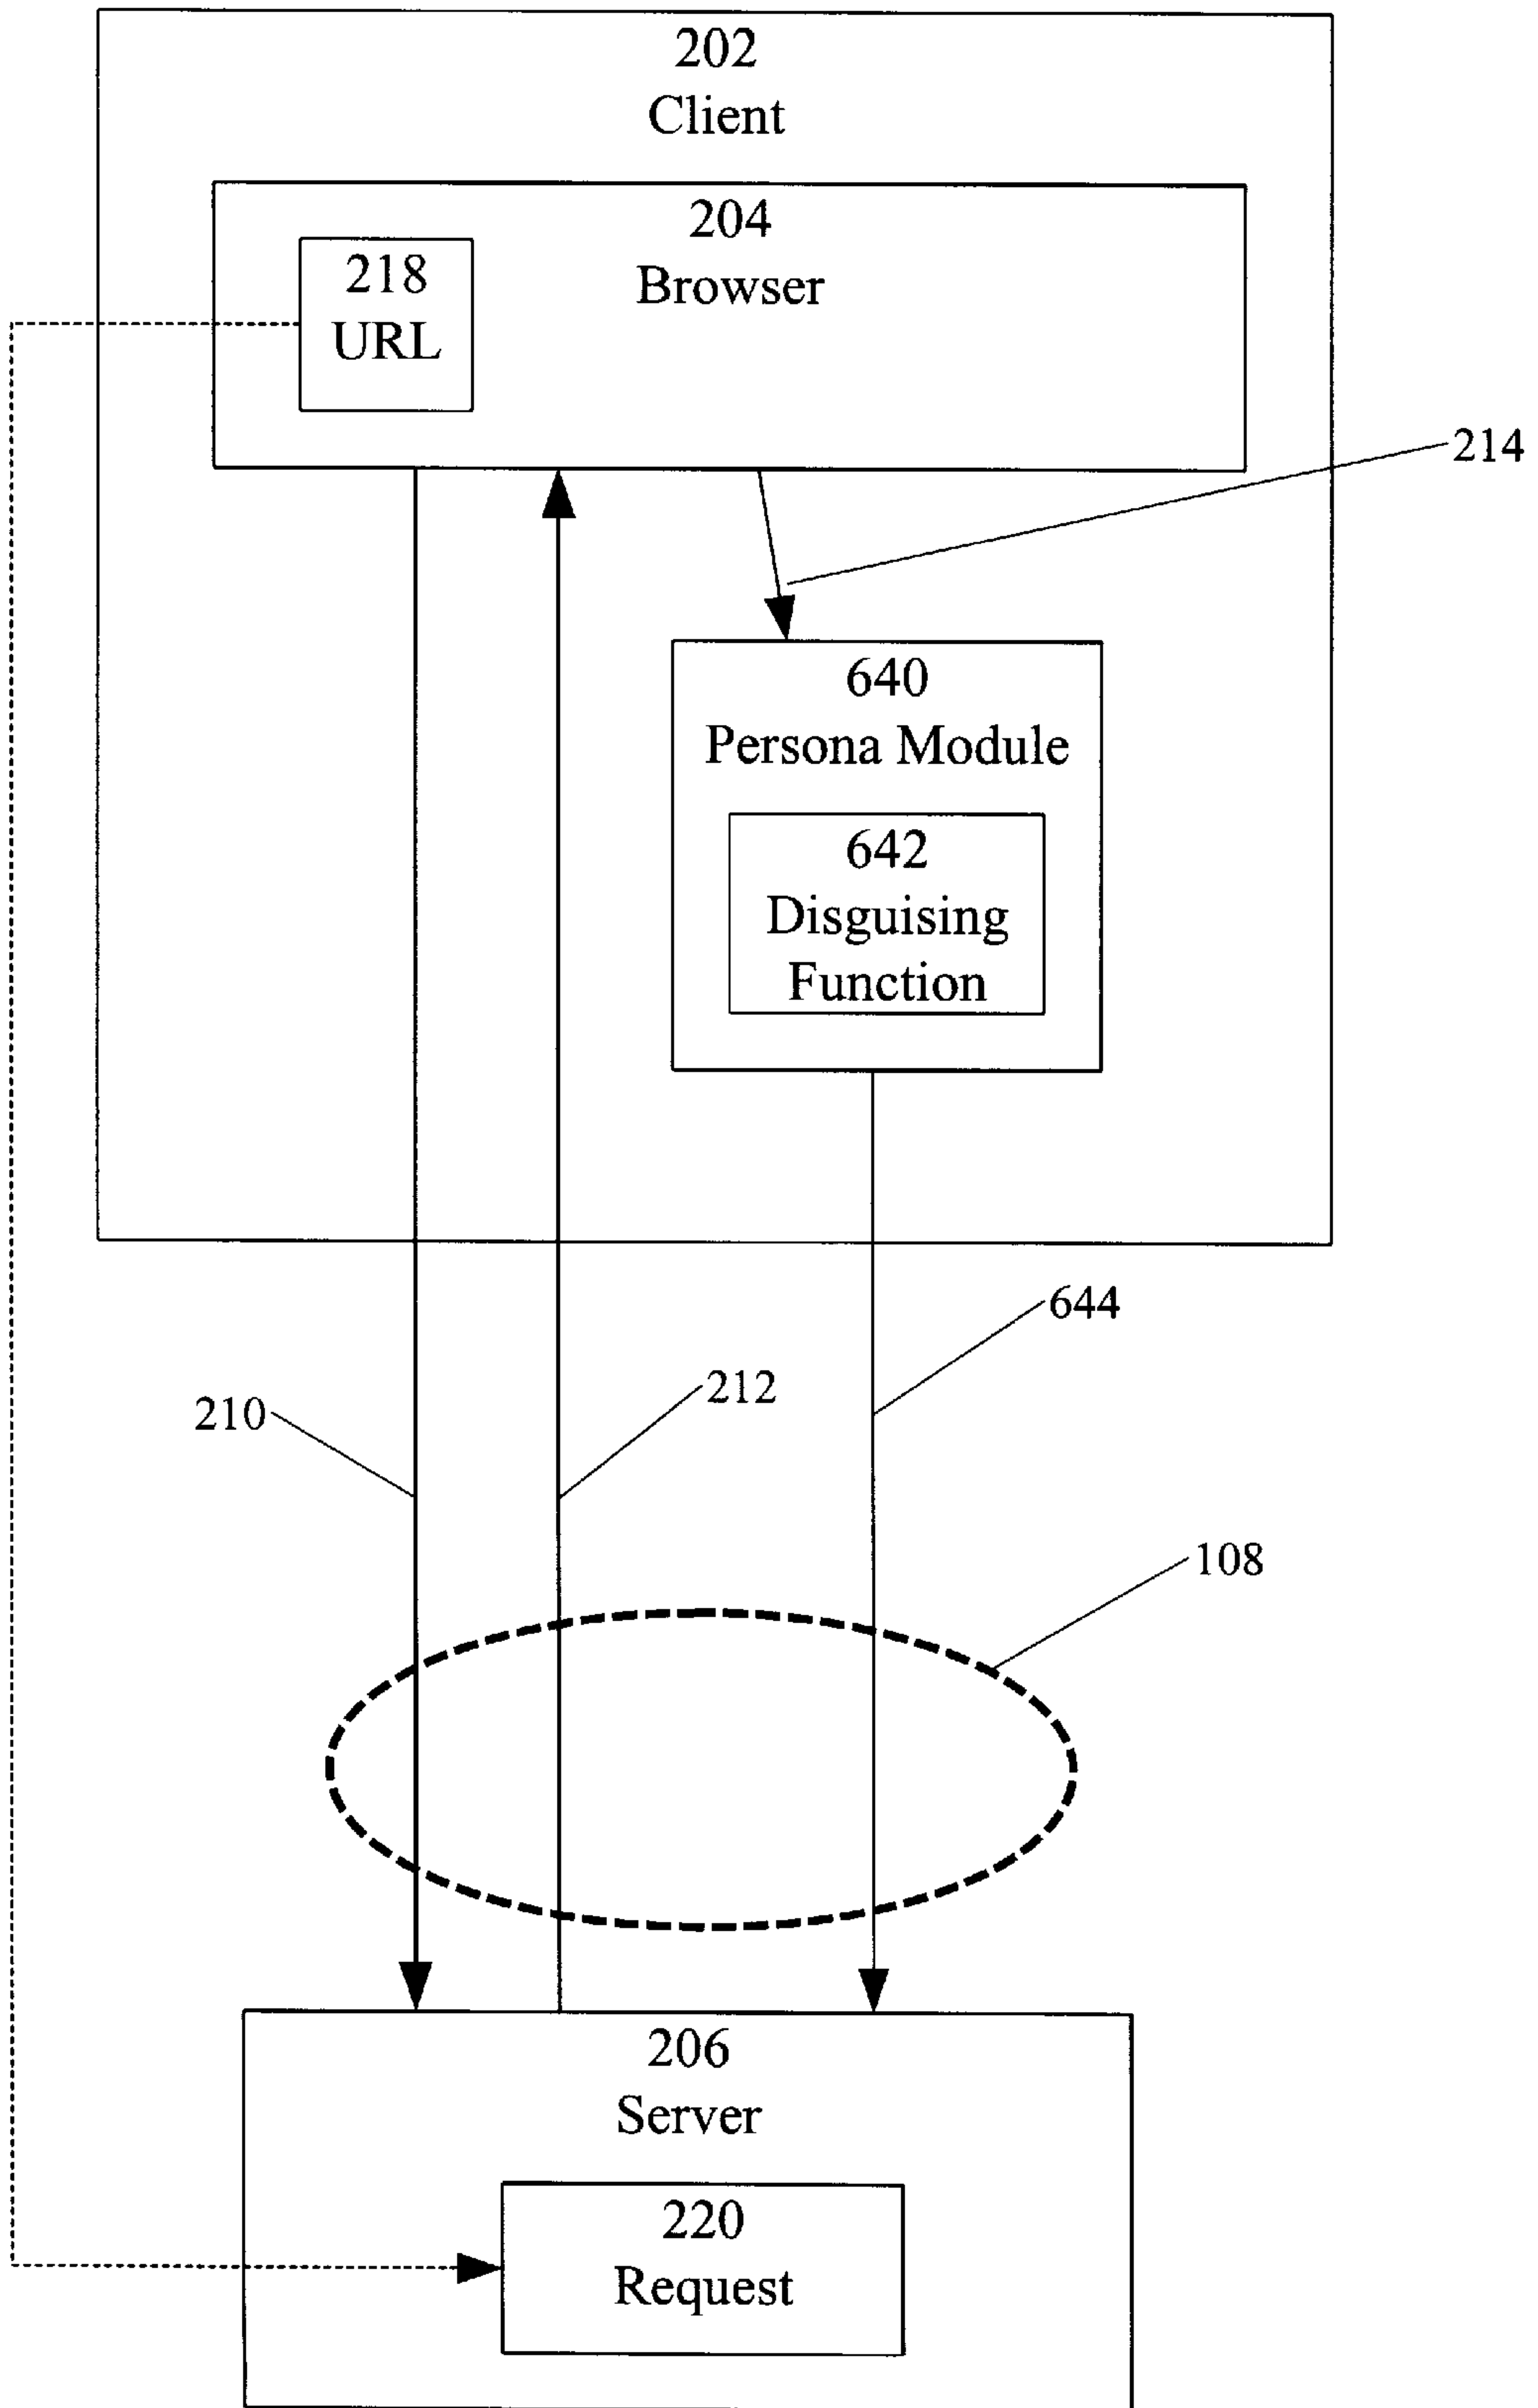 202
Client
204
Browser
218
URL
214
640
Persona Module
642
Disguising
Function
644
212
210
108
206
Server
220
Request